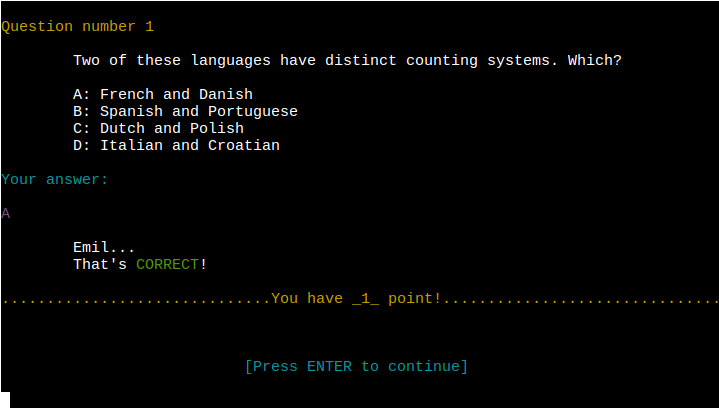 Question number 1
Two of these languages have distinct counting systems. Which?
A: French and Danish
B: Spanish and Portuguese
C: Dutch and Polish
D: Italian and Croatian
Your answer:
A
Emil...
That's CORRECT!
..............................You have _1_ point!...............................
[Press ENTER to continue]